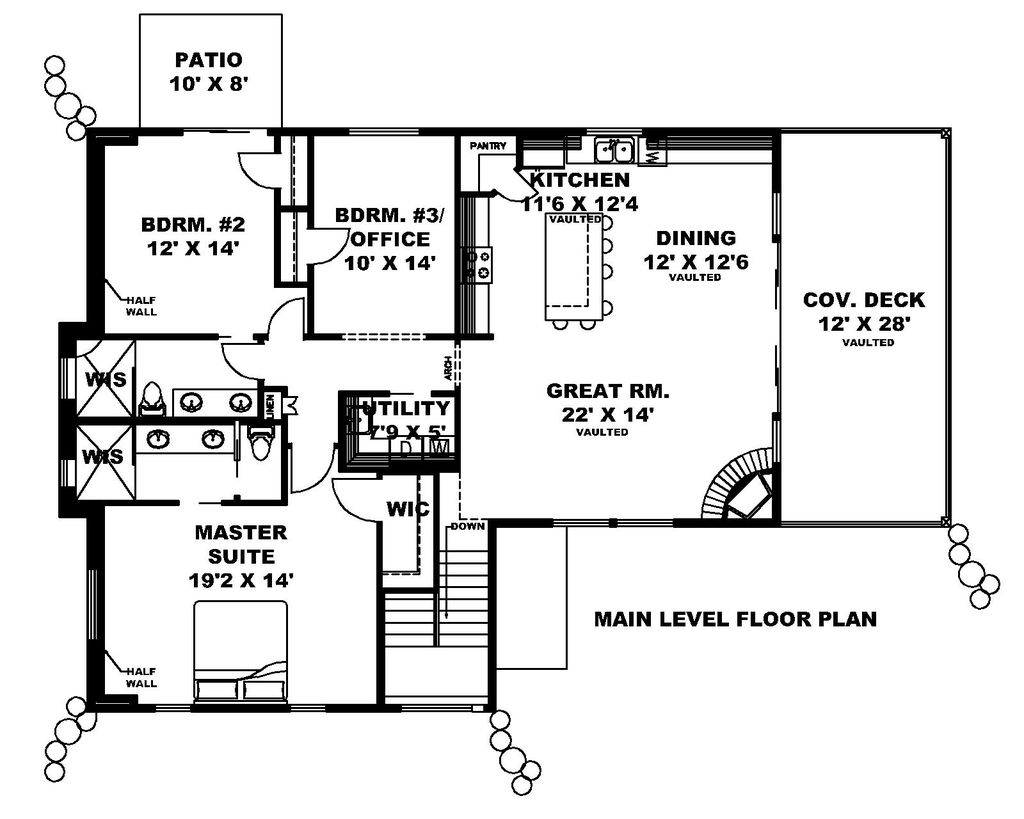 PATIO
10' X 8'
BDRM. #2
12' X 14'
HALF
WALL
BDRM. #3/
OFFICE
10' X 14'
PANTRY
W
KITCHEN
11'6 X 12'4
VAULTED
DINING
12' X 12'6
VAULTED
COV. DECK
12' X 28'
VAULTED
WIS
LINEN
ARCH
UTILITY
7'9 X 5'
D
W
GREAT RM.
22' X 14'
VAULTED
WIS
WIC
DOWN
MASTER
SUITE
19'2 X 14'
HALF
WALL
MAIN LEVEL FLOOR PLAN